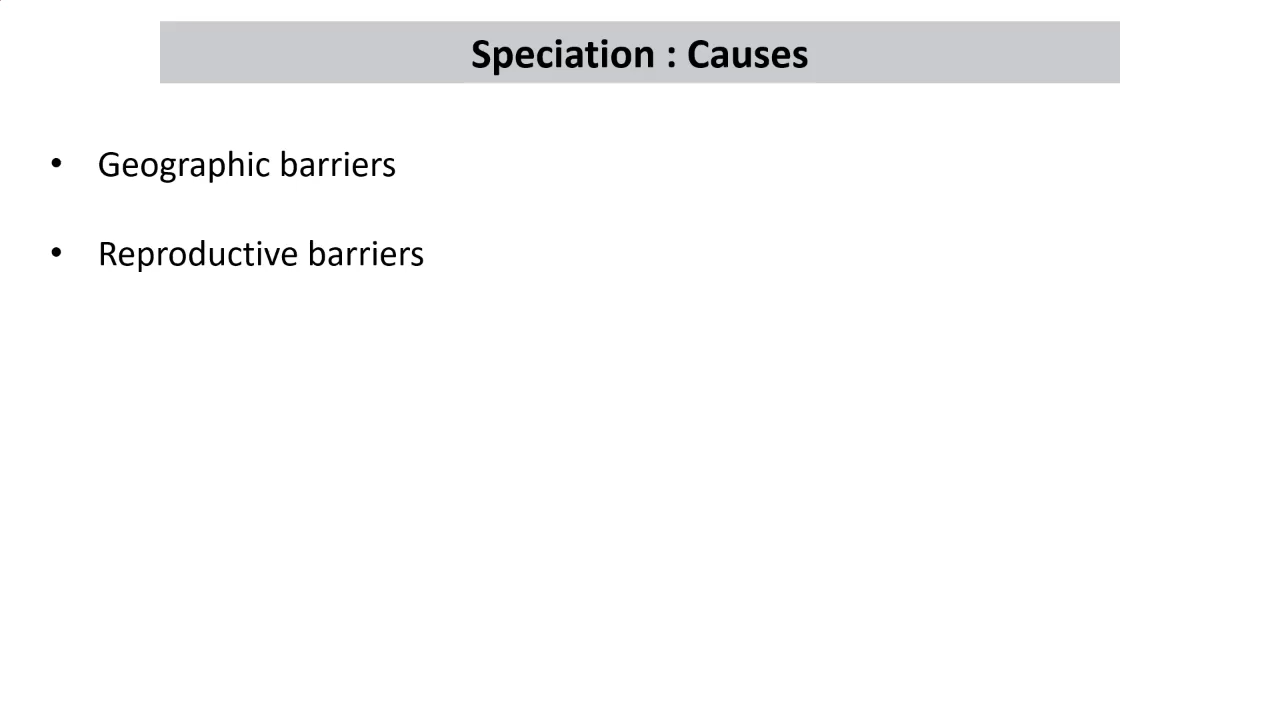 Speciation : Causes
• Geographic barriers
• Reproductive barriers